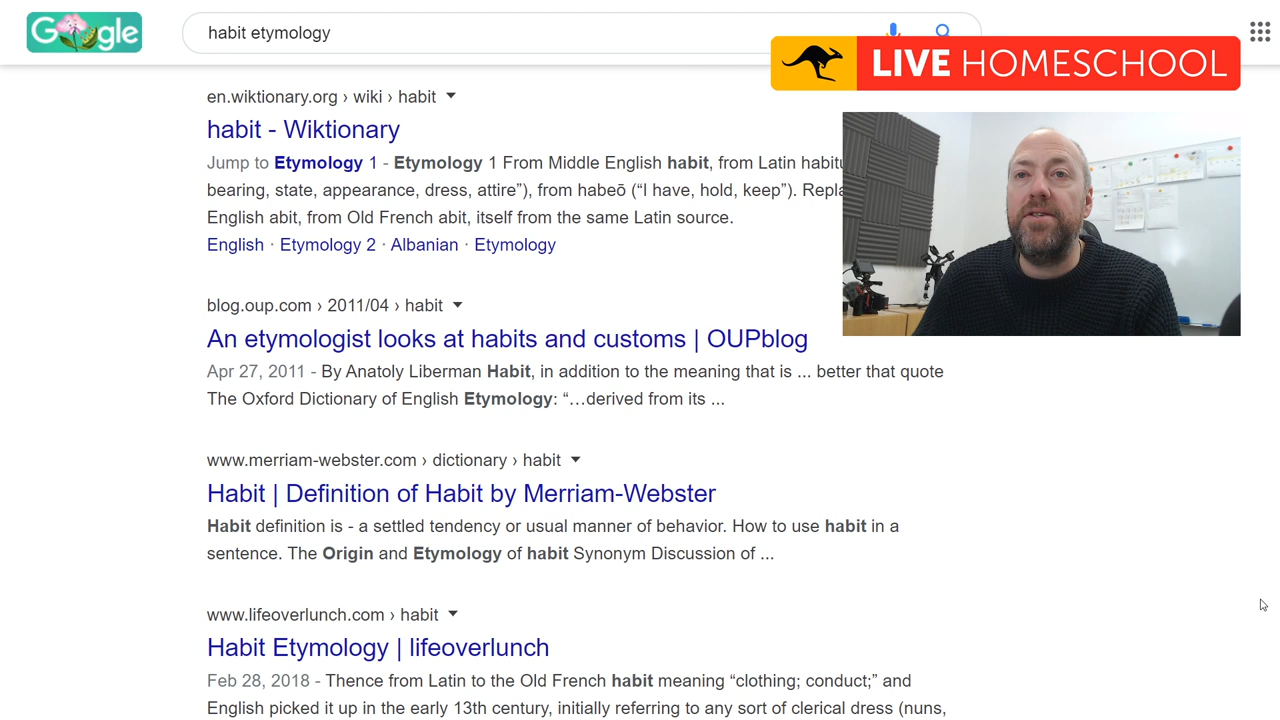 Google
habit etymology
LIVE HOMESCHOOL
en.wiktionary.org › wiki › habit
habit - Wiktionary
Jump to Etymology 1 - Etymology 1 From Middle English habit, from Latin
bearing, state, appearance, dress, attire”), from habeō (“I have, hold, keep”).
English abit, from Old French abit, itself from the same Latin source.
English · Etymology 2 · Albanian · Etymology
blog.oup.com › 2011/04 › habit
An etymologist looks at habits and customs | OUPblog
Apr 27, 2011 - By Anatoly Liberman Habit, in addition to the meaning that is ... better that quote
The Oxford Dictionary of English Etymology: “…derived from its ...
www.merriam-webster.com › dictionary › habit
Habit | Definition of Habit by Merriam-Webster
Habit definition is - a settled tendency or usual manner of behavior. How to use habit in a
sentence. The Origin and Etymology of habit Synonym Discussion of ...
www.lifeoverlunch.com › habit
Habit Etymology | lifeoverlunch
Feb 28, 2018 - Thence from Latin to the Old French habit meaning “clothing; conduct;” and
English picked it up in the early 13th century, initially referring to any sort of clerical dress (nuns,